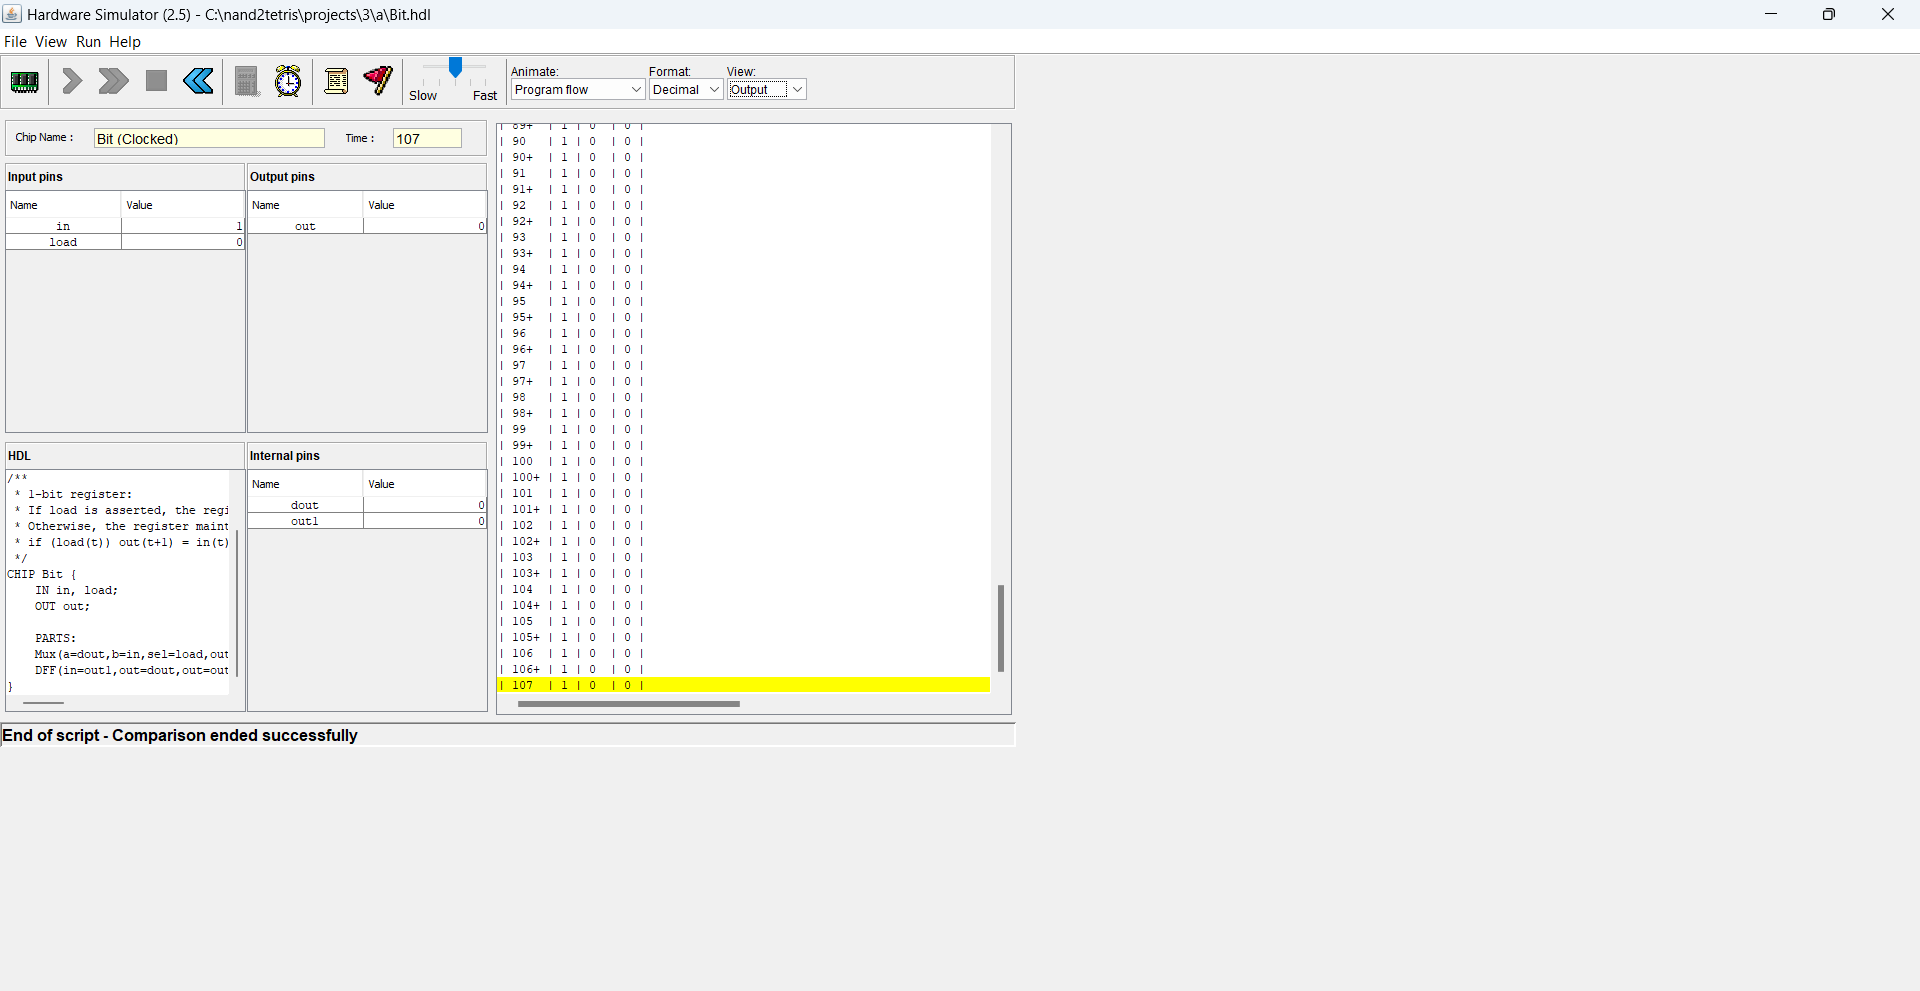 Hardware Simulator (2.5) - C:\nand2tetris\projects\3\a\Bit.hdl
File View Run Help
Slow Fast
Animate:
Program flow
Format:
Decimal
View:
Output
Chip Name :
Bit (Clocked)
Time :
107
Input pins
Name Value
in 1
load 0
Output pins
Name Value
out 0
HDL
/**
* 1-bit register:
* If load is asserted, the regi
* Otherwise, the register maint
* if (load(t)) out(t+1) = in(t)
*/
CHIP Bit {
IN in, load;
OUT out;
PARTS:
Mux(a=dout,b=in,sel=load,out
DFF(in=out1,out=dout,out=out
}
Internal pins
Name Value
dout 0
out1 0
| 89+ | 1 | 0 | 0 |
| 90 | 1 | 0 | 0 |
| 90+ | 1 | 0 | 0 |
| 91 | 1 | 0 | 0 |
| 91+ | 1 | 0 | 0 |
| 92 | 1 | 0 | 0 |
| 92+ | 1 | 0 | 0 |
| 93 | 1 | 0 | 0 |
| 93+ | 1 | 0 | 0 |
| 94 | 1 | 0 | 0 |
| 94+ | 1 | 0 | 0 |
| 95 | 1 | 0 | 0 |
| 95+ | 1 | 0 | 0 |
| 96 | 1 | 0 | 0 |
| 96+ | 1 | 0 | 0 |
| 97 | 1 | 0 | 0 |
| 97+ | 1 | 0 | 0 |
| 98 | 1 | 0 | 0 |
| 98+ | 1 | 0 | 0 |
| 99 | 1 | 0 | 0 |
| 99+ | 1 | 0 | 0 |
| 100 | 1 | 0 | 0 |
| 100+ | 1 | 0 | 0 |
| 101 | 1 | 0 | 0 |
| 101+ | 1 | 0 | 0 |
| 102 | 1 | 0 | 0 |
| 102+ | 1 | 0 | 0 |
| 103 | 1 | 0 | 0 |
| 103+ | 1 | 0 | 0 |
| 104 | 1 | 0 | 0 |
| 104+ | 1 | 0 | 0 |
| 105 | 1 | 0 | 0 |
| 105+ | 1 | 0 | 0 |
| 106 | 1 | 0 | 0 |
| 106+ | 1 | 0 | 0 |
| 107 | 1 | 0 | 0 |
End of script - Comparison ended successfully